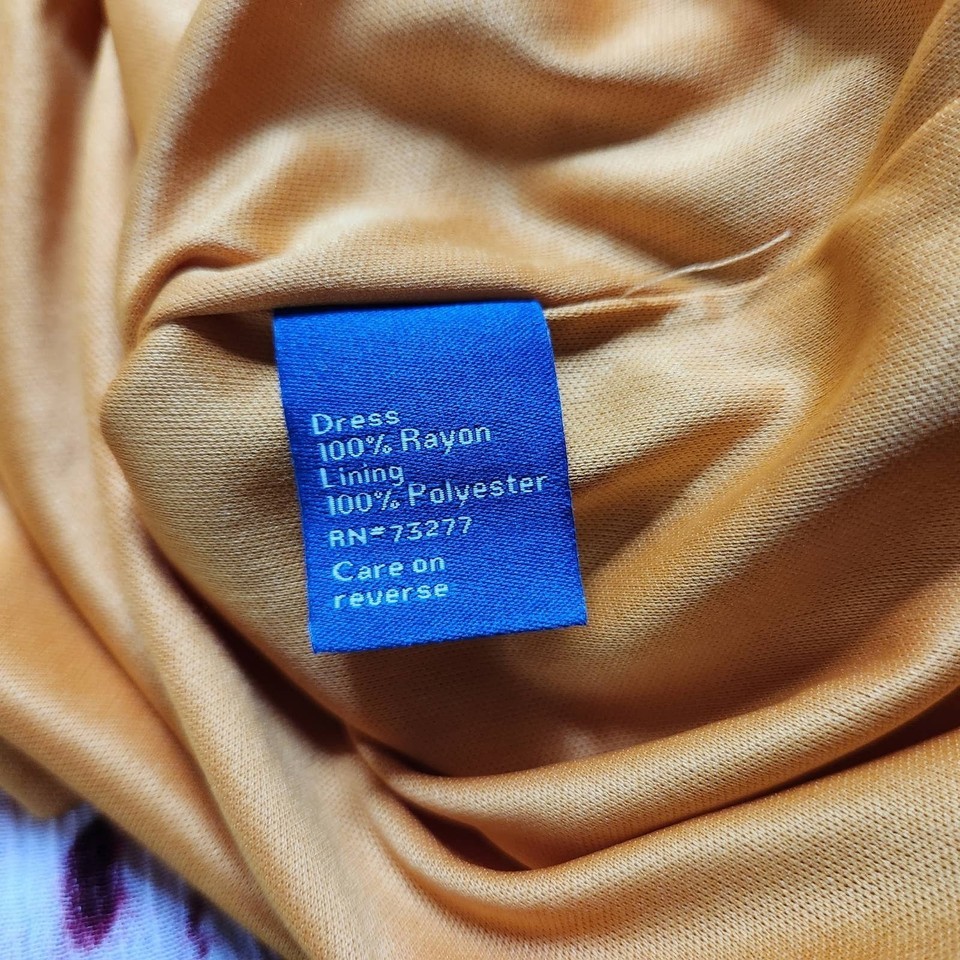 Dress
100% Rayon
Lining
100% Polyester
RN#73277
Care on
reverse